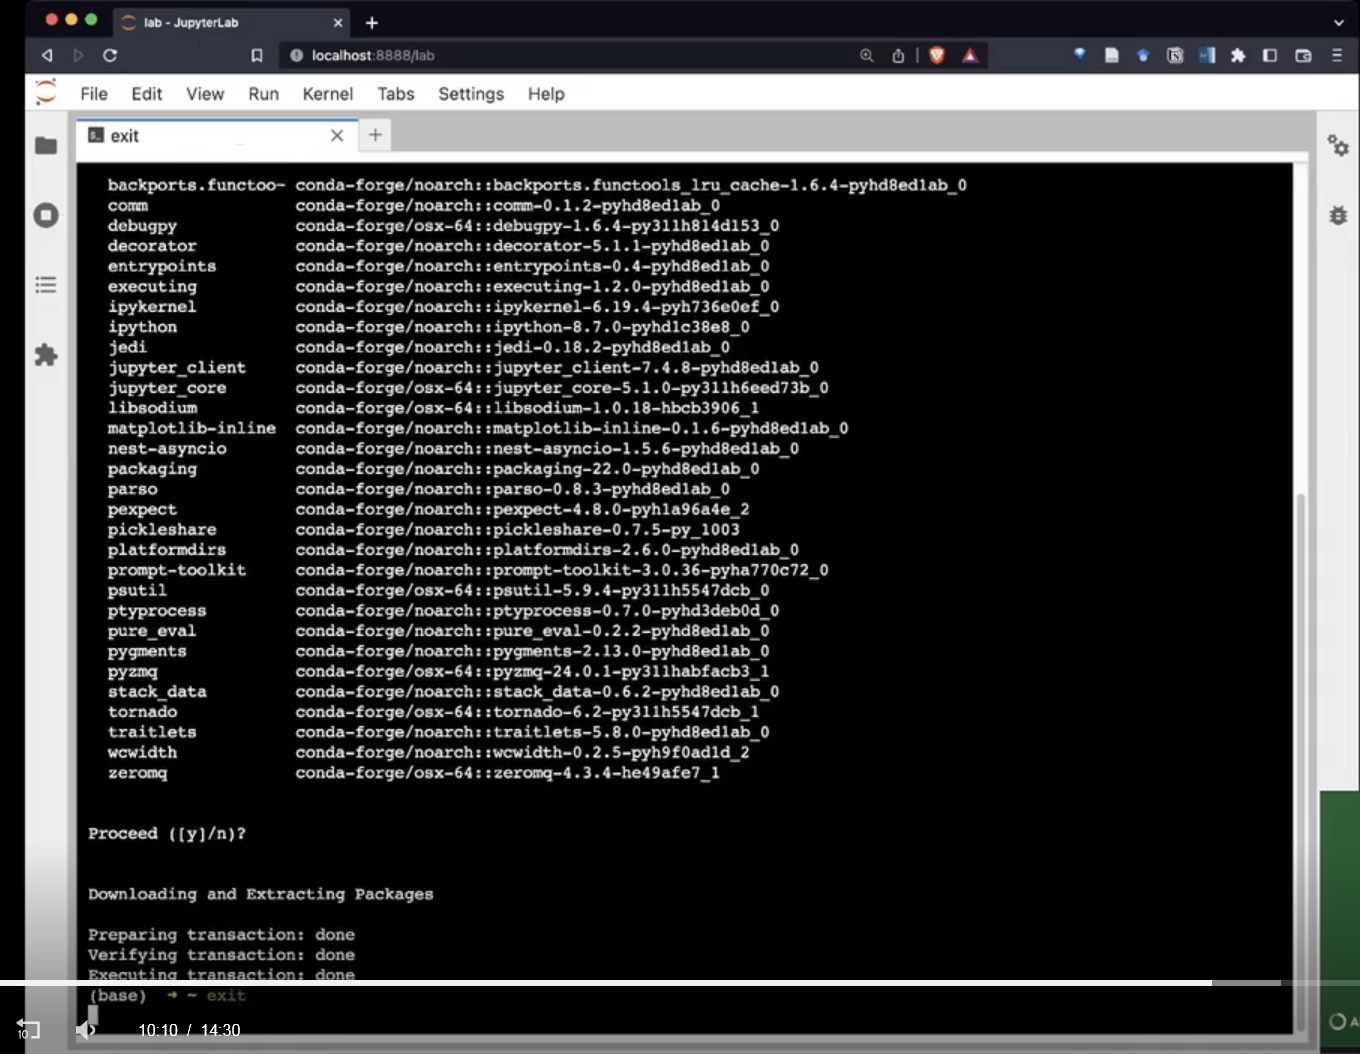 lab - JupyterLab
localhost:8888/lab
File Edit View Run Kernel Tabs Settings Help
exit
backports.functoo~ conda-forge/noarch::backports.functools_lru_cache-1.6.4-pyhd8ed1ab_0
comm conda-forge/noarch::comm-0.1.2-pyhd8ed1ab_0
debugpy conda-forge/osx-64::debugpy-1.6.4-py311h814d153_0
decorator conda-forge/noarch::decorator-5.1.1-pyhd8ed1ab_0
entrypoints conda-forge/noarch::entrypoints-0.4-pyhd8ed1ab_0
executing conda-forge/noarch::executing-1.2.0-pyhd8ed1ab_0
ipykernel conda-forge/noarch::ipykernel-6.19.4-pyh736e0ef_0
ipython conda-forge/noarch::ipython-8.7.0-pyhd1c38e8_0
jedi conda-forge/noarch::jedi-0.18.2-pyhd8ed1ab_0
jupyter_client conda-forge/noarch::jupyter_client-7.4.8-pyhd8ed1ab_0
jupyter_core conda-forge/osx-64::jupyter_core-5.1.0-py311h6eed73b_0
libsodium conda-forge/osx-64::libsodium-1.0.18-hbcb3906_1
matplotlib-inline conda-forge/noarch::matplotlib-inline-0.1.6-pyhd8ed1ab_0
nest-asyncio conda-forge/noarch::nest-asyncio-1.5.6-pyhd8ed1ab_0
packaging conda-forge/noarch::packaging-22.0-pyhd8ed1ab_0
parso conda-forge/noarch::parso-0.8.3-pyhd8ed1ab_0
pexpect conda-forge/noarch::pexpect-4.8.0-pyh1a96a4e_2
pickleshare conda-forge/noarch::pickleshare-0.7.5-py_1003
platformdirs conda-forge/noarch::platformdirs-2.6.0-pyhd8ed1ab_0
prompt-toolkit conda-forge/noarch::prompt-toolkit-3.0.36-pyha770c72_0
psutil conda-forge/osx-64::psutil-5.9.4-py311h5547dcb_0
ptyprocess conda-forge/noarch::ptyprocess-0.7.0-pyhd3deb0d_0
pure_eval conda-forge/noarch::pure_eval-0.2.2-pyhd8ed1ab_0
pygments conda-forge/noarch::pygments-2.13.0-pyhd8ed1ab_0
pyzmq conda-forge/osx-64::pyzmq-24.0.1-py311habfacb3_1
stack_data conda-forge/noarch::stack_data-0.6.2-pyhd8ed1ab_0
tornado conda-forge/osx-64::tornado-6.2-py311h5547dcb_1
traitlets conda-forge/noarch::traitlets-5.8.0-pyhd8ed1ab_0
wcwidth conda-forge/noarch::wcwidth-0.2.5-pyh9f0ad1d_2
zeromq conda-forge/osx-64::zeromq-4.3.4-he49afe7_1
Proceed ([y]/n)?
Downloading and Extracting Packages
Preparing transaction: done
Verifying transaction: done
Executing transaction: done
(base) ➜ ~ exit
10
10:10 / 14:30